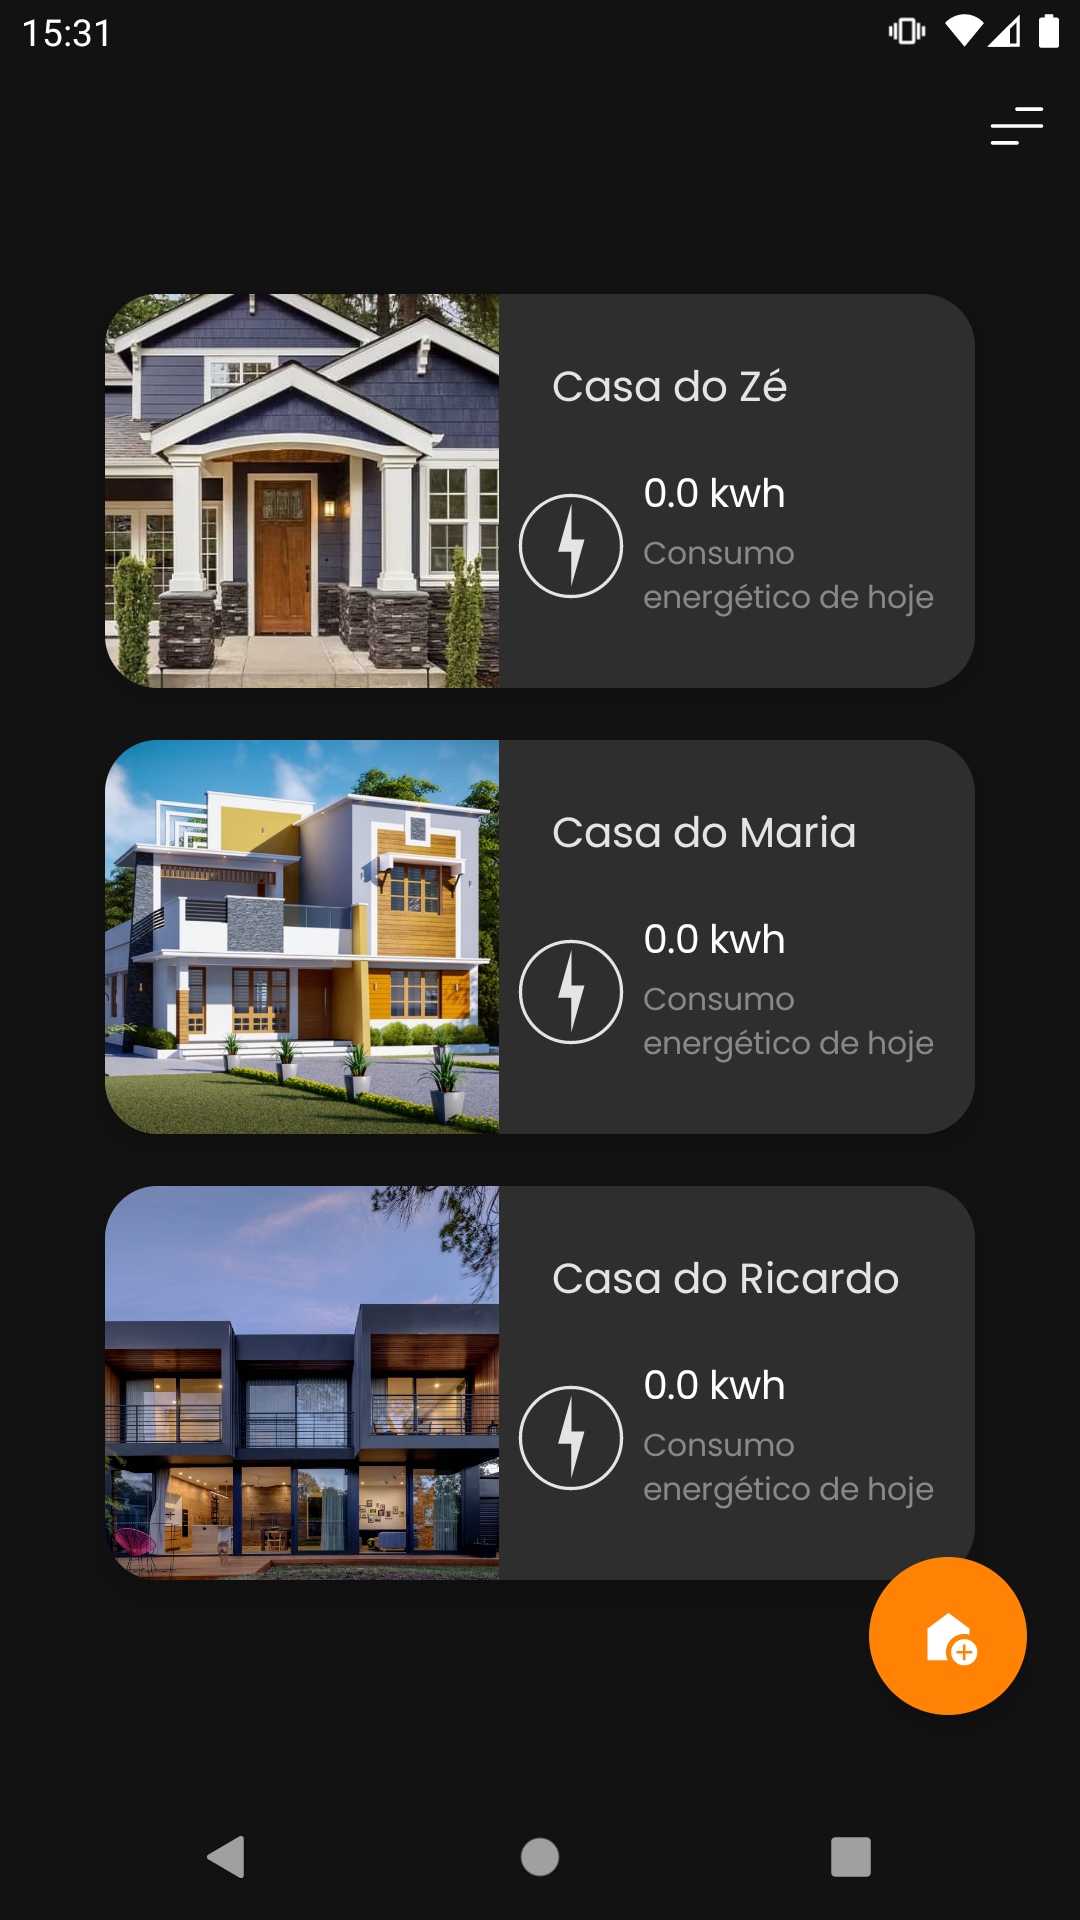 15:31
Casa do Zé
0.0 kwh
Consumo
energético de hoje
Casa do Maria
0.0 kwh
Consumo
energético de hoje
Casa do Ricardo
0.0 kwh
Consumo
energético de hoje